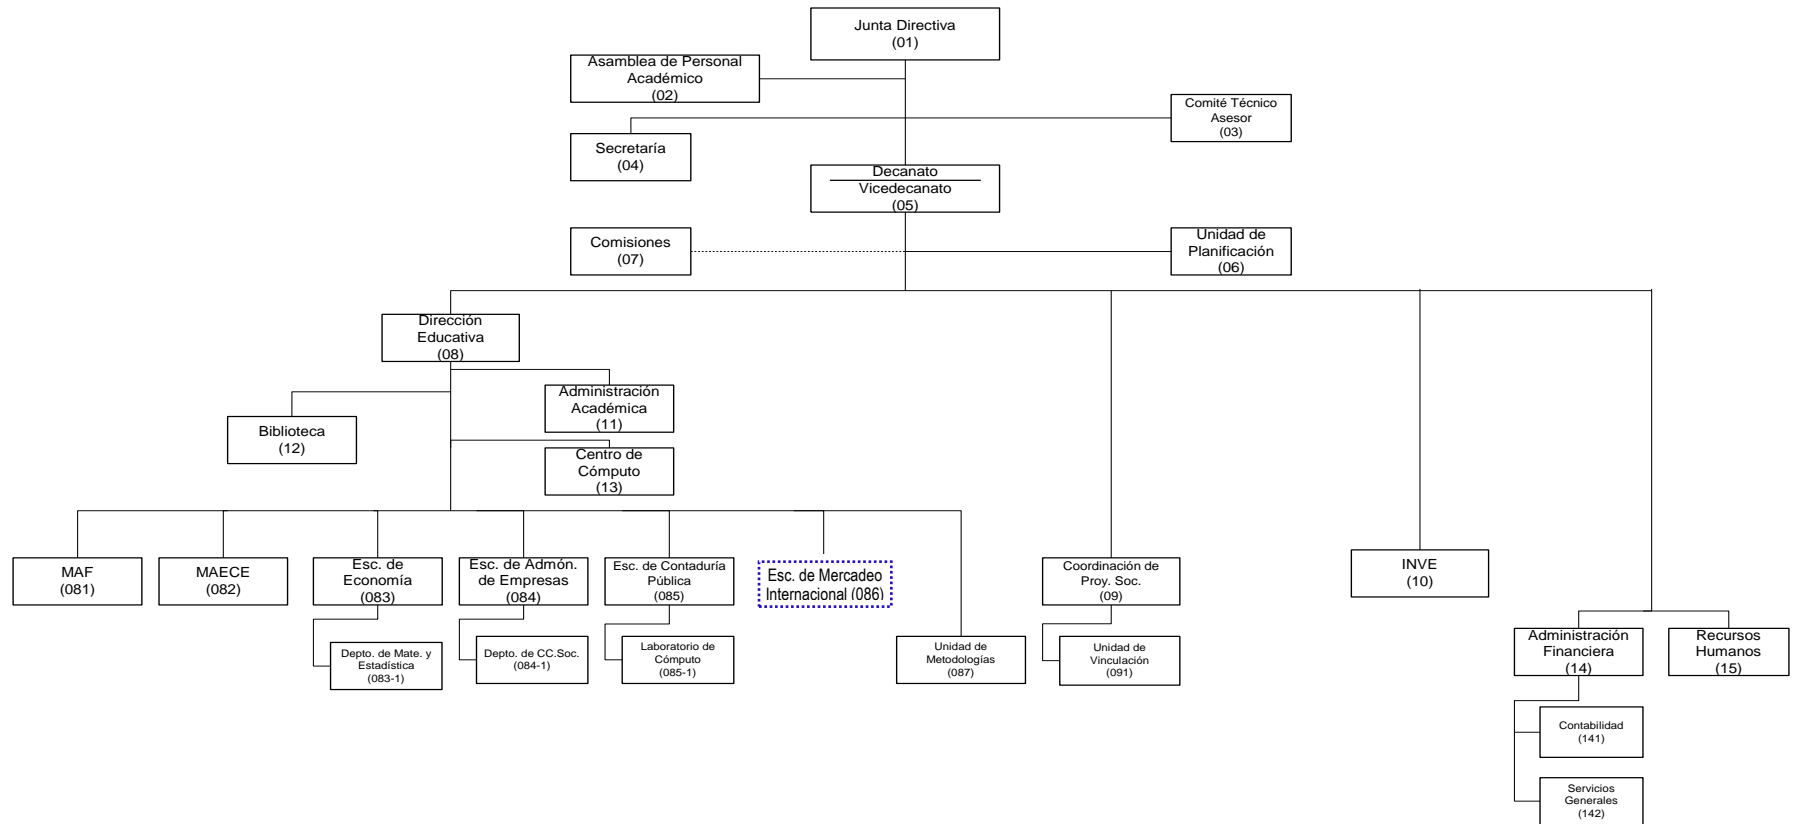 Junta Directiva
(01)
Asamblea de Personal
Académico
(02)
Comité Técnico
Asesor
(03)
Secretaría
(04)
Decanato
Vicedecanato
(05)
Comisiones
(07)
Unidad de
Planificación
(06)
Dirección
Educativa
(08)
Administración
Académica
(11)
Biblioteca
(12)
Centro de
Cómputo
(13)
MAF
(081)
MAECE
(082)
Esc. de
Economía
(083)
Esc. de Admón.
de Empresas
(084)
Esc. de Contaduría
Pública
(085)
Esc. de Mercadeo
Internacional (086)
Coordinación de
Proy. Soc.
(09)
INVE
(10)
Depto. de Mate. y
Estadística
(083-1)
Depto. de CC.Soc.
(084-1)
Laboratorio de
Cómputo
(085-1)
Unidad de
Metodologías
(087)
Unidad de
Vinculación
(091)
Administración
Financiera
(14)
Recursos
Humanos
(15)
Contabilidad
(141)
Servicios
Generales
(142)